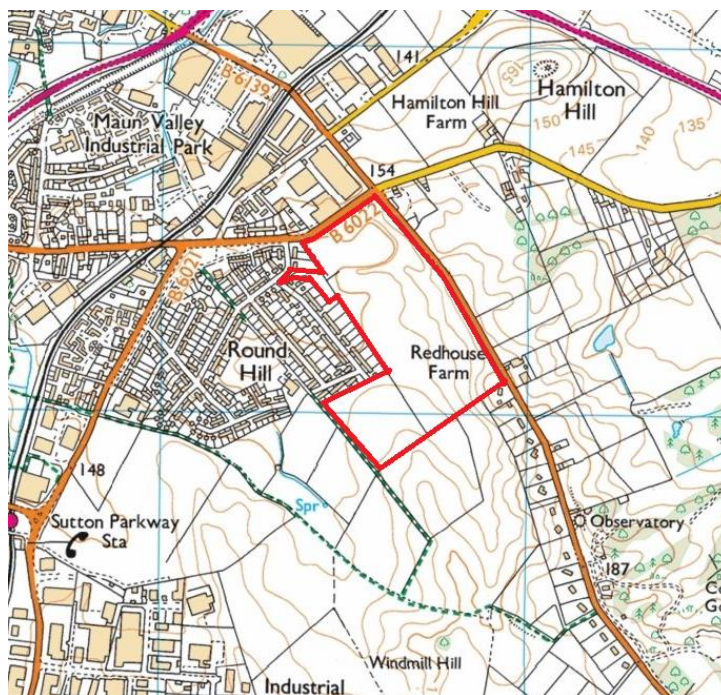 141
B 6139
Hamilton Hill
Farm
Hamilton
Hill
165
150
145
140
135
Maun Valley
Industrial Park
154
B 6022
B 6021
Round
Hill
Redhouse
Farm
148
Sutton Parkway
Sta
Spr
Observatory
187
Windmill Hill
Industrial